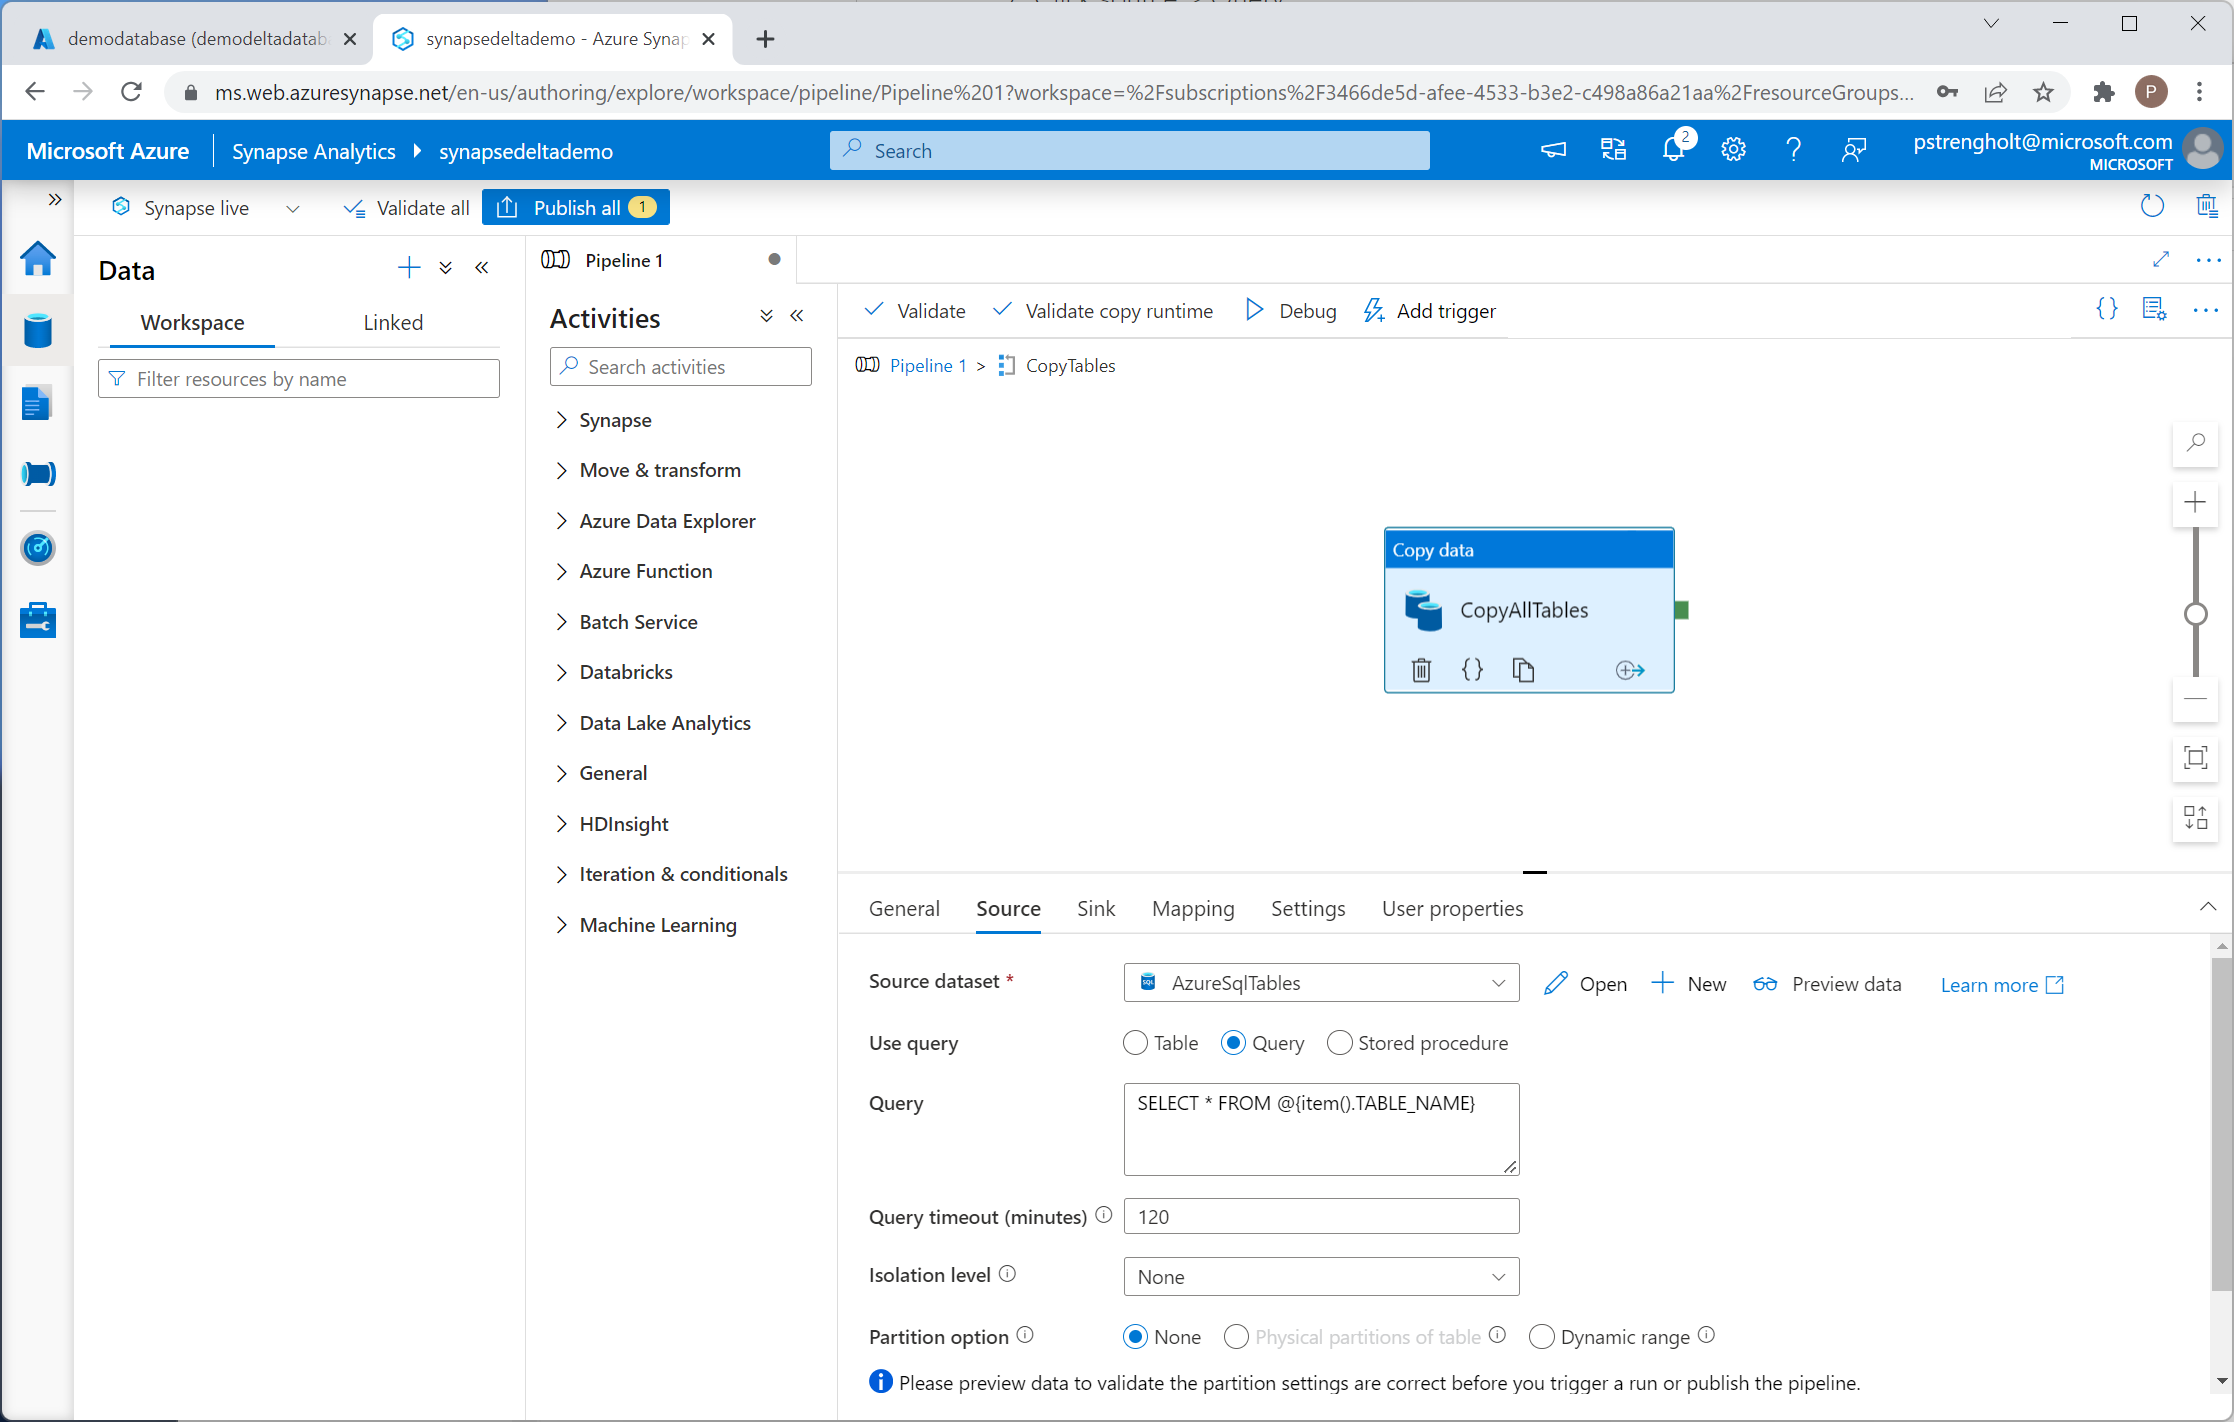 demodatabase (demodeltadatab
synapsedeltademo - Azure Synap
ms.web.azuresynapse.net/en-us/authoring/explore/workspace/pipeline/Pipeline%201?workspace=%2Fsubscriptions%2F3466de5d-afee-4533-b3e2-c498a86a21aa%2FresourceGroups...
P
Microsoft Azure
Synapse Analytics
synapsedeltademo
Search
2
pstrengholt@microsoft.com
MICROSOFT
Synapse live
Validate all
Publish all 1
Data
Workspace
Linked
Filter resources by name
Pipeline 1
Activities
Search activities
Synapse
Move & transform
Azure Data Explorer
Azure Function
Batch Service
Databricks
Data Lake Analytics
General
HDInsight
Iteration & conditionals
Machine Learning
Validate
Validate copy runtime
Debug
Add trigger
Pipeline 1 > CopyTables
Copy data
CopyAllTables
General
Source
Sink
Mapping
Settings
User properties
Source dataset *
SQL
AzureSqlTables
Open
New
Preview data
Learn more
Use query
Table
Query
Stored procedure
Query
SELECT * FROM @{item().TABLE_NAME}
Query timeout (minutes)
120
Isolation level
None
Partition option
None
Physical partitions of table
Dynamic range
Please preview data to validate the partition settings are correct before you trigger a run or publish the pipeline.